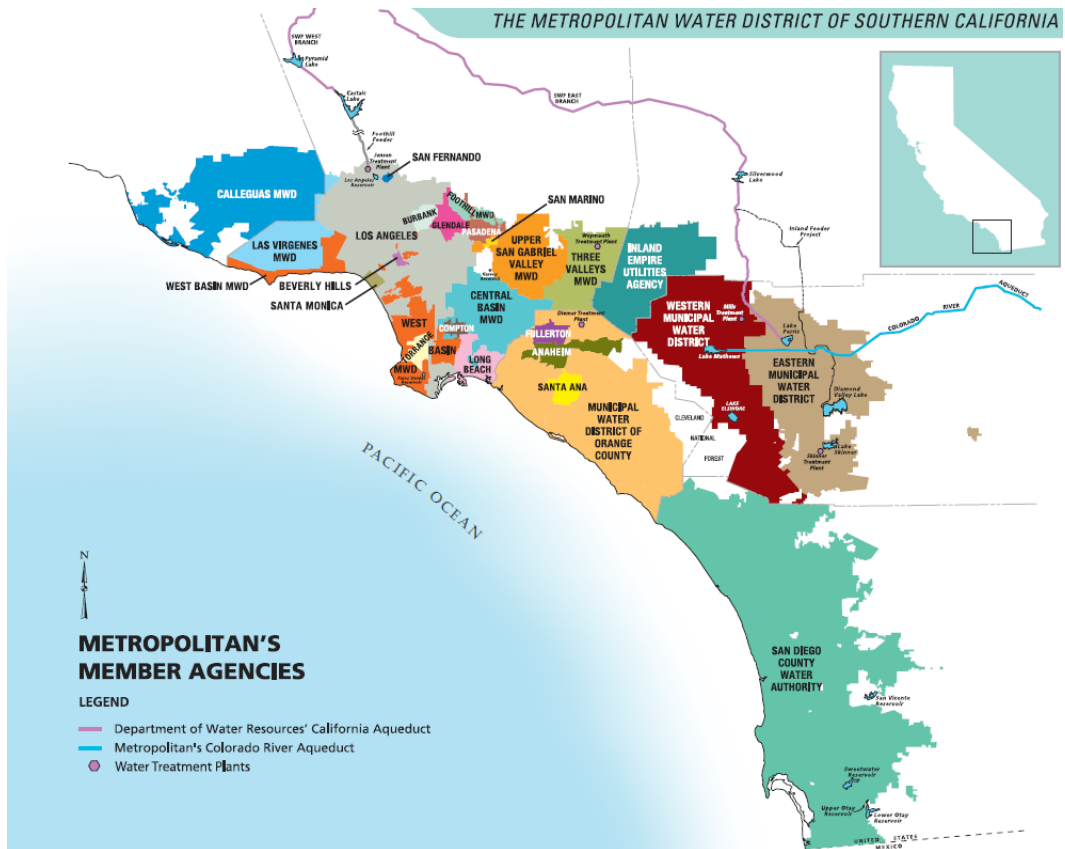 THE METROPOLITAN WATER DISTRICT OF SOUTHERN CALIFORNIA
SWP WEST
BRANCH
Pyramid
Lake
Castaic
Lake
SWP EAST
BRANCH
Foothill
Feeder
Jensen
Treatment
Plant
Los Angeles
Reservoir
SAN FERNANDO
Silverwood
Lake
CALLEGUAS MWD
SAN MARINO
FOOTHILL
MWD
BURBANK
GLENDALE
PASADENA
LOS ANGELES
LAS VIRGENES
MWD
UPPER
SAN GABRIEL
VALLEY
MWD
Weymouth
Treatment Plant
THREE
VALLEYS
MWD
INLAND
EMPIRE
UTILITIES
AGENCY
Inland Feeder
Project
WEST BASIN MWD
BEVERLY HILLS
SANTA MONICA
Garvey
Reservoir
CENTRAL
BASIN
MWD
WESTERN
MUNICIPAL
WATER
DISTRICT
Mills
Treatment
Plant
Lake
Perris
COLORADO
RIVER
AQUEDUCT
WEST
BASIN
MWD
COMPTON
TORRANCE
Palos Verdes
Reservoir
LONG
BEACH
Diemer Treatment
Plant
FULLERTON
ANAHEIM
SANTA ANA
Lake Mathews
EASTERN
MUNICIPAL
WATER
DISTRICT
Diamond
Valley Lake
MUNICIPAL
WATER
DISTRICT OF
ORANGE
COUNTY
LAKE
ELSINORE
CLEVELAND
NATIONAL
FOREST
Lake
Skinner
Skinner
Treatment
Plant
PACIFIC OCEAN
N
METROPOLITAN'S
MEMBER AGENCIES
LEGEND
Department of Water Resources' California Aqueduct
Metropolitan's Colorado River Aqueduct
Water Treatment Plants
SAN DIEGO
COUNTY
WATER
AUTHORITY
San Vicente
Reservoir
Sweetwater
Reservoir
Upper Otay
Reservoir
Lower Otay
Reservoir
UNITED STATES
MEXICO